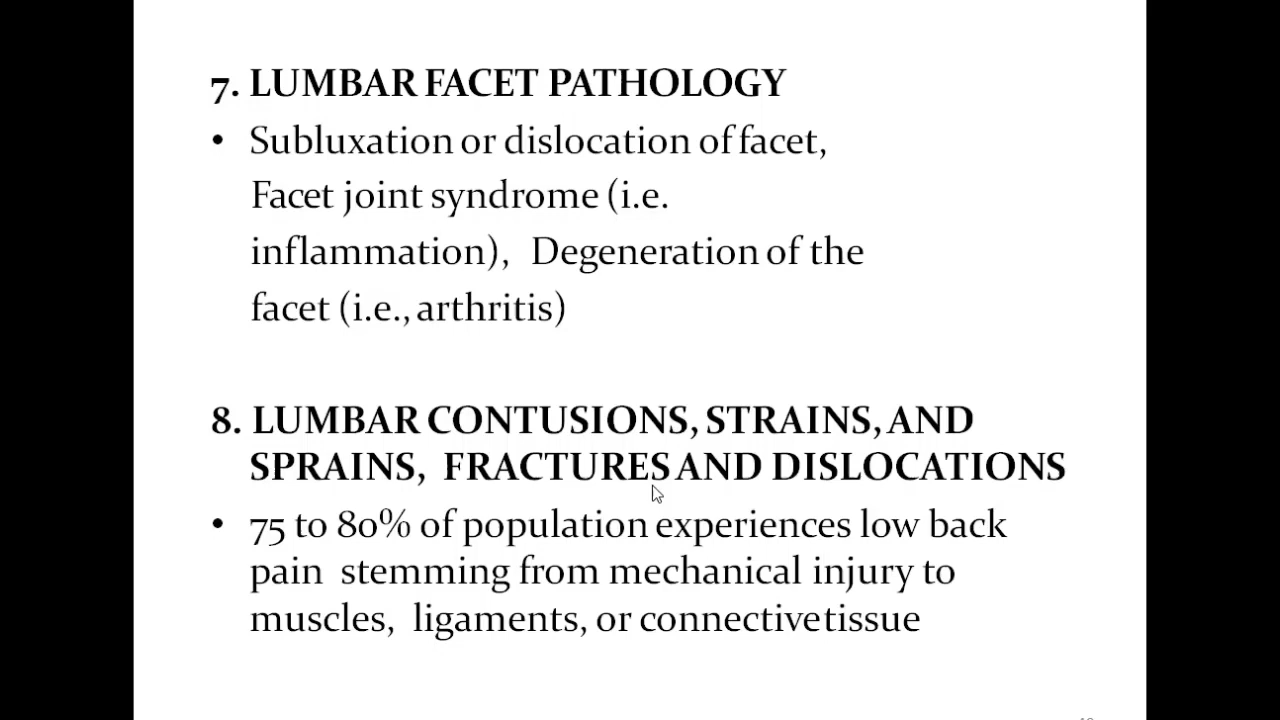 7. LUMBAR FACET PATHOLOGY
• Subluxation or dislocation of facet,
Facet joint syndrome (i.e.
inflammation), Degeneration of the
facet (i.e., arthritis)
8. LUMBAR CONTUSIONS, STRAINS, AND
SPRAINS, FRACTURES AND DISLOCATIONS
• 75 to 80% of population experiences low back
pain stemming from mechanical injury to
muscles, ligaments, or connective tissue